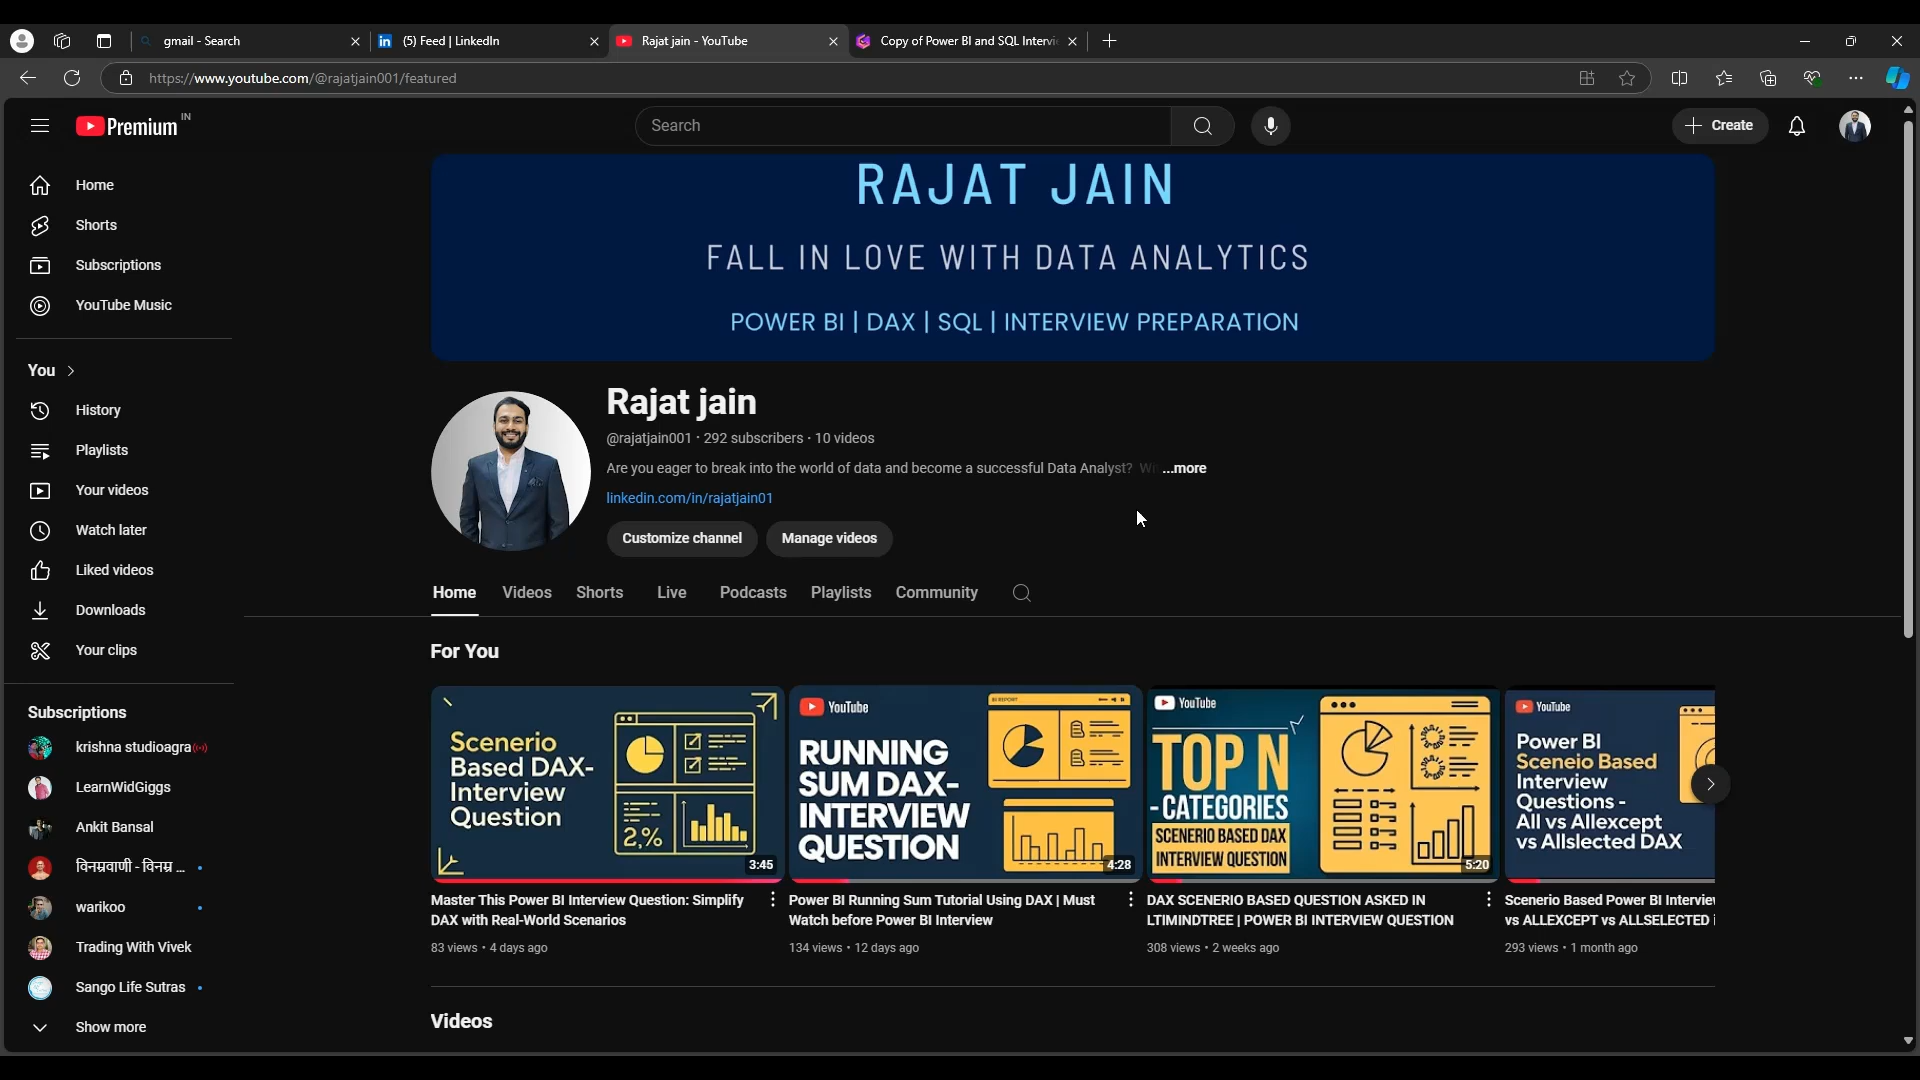 gmail - Search
(5) Feed | LinkedIn
Rajat jain - YouTube
Copy of Power BI and SQL Intervi
https://www.youtube.com/@rajatjain001/featured
Premium IN
Search
Create
Home
Shorts
Subscriptions
YouTube Music
You
History
Playlists
Your videos
Watch later
Liked videos
Downloads
Your clips
Subscriptions
krishna studioagra
LearnWidGiggs
Ankit Bansal
विनम्रवाणी - विनम्र ...
warikoo
Trading With Vivek
Sango Life Sutras
Show more
RAJAT JAIN
FALL IN LOVE WITH DATA ANALYTICS
POWER BI | DAX | SQL | INTERVIEW PREPARATION
Rajat jain
@rajatjain001 · 292 subscribers · 10 videos
Are you eager to break into the world of data and become a successful Data Analyst? ...more
linkedin.com/in/rajatjain01
Customize channel
Manage videos
Home
Videos
Shorts
Live
Podcasts
Playlists
Community
For You
Scenerio
Based DAX-
Interview
Question
2,%
3:45
Master This Power BI Interview Question: Simplify
DAX with Real-World Scenarios
83 views · 4 days ago
YouTube
RUNNING
SUM DAX-
INTERVIEW
QUESTION
4:28
Power BI Running Sum Tutorial Using DAX | Must
Watch before Power BI Interview
134 views · 12 days ago
YouTube
TOP N
- CATEGORIES
SCENERIO BASED DAX
INTERVIEW QUESTION
5:20
DAX SCENERIO BASED QUESTION ASKED IN
LTIMINDTREE | POWER BI INTERVIEW QUESTION
308 views · 2 weeks ago
YouTube
Power BI
Sceneio Based
Interview
Questions -
All vs Allexcept
vs Allslected DAX
Scenerio Based Power BI Interview
vs ALLEXCEPT vs ALLSELECTED
293 views · 1 month ago
Videos